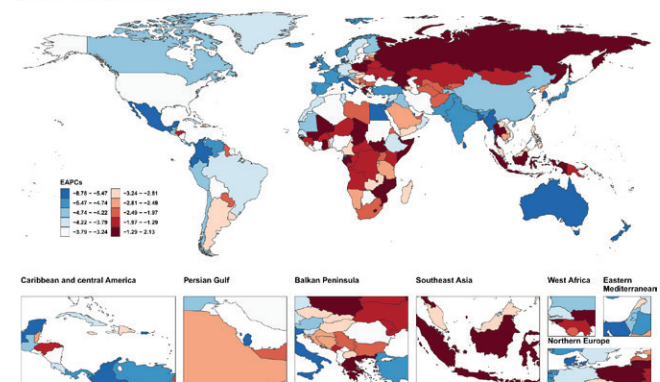 EAPCs
-8.78 – -5.47
-5.47 – -4.74
-4.74 – -4.22
-4.22 – -3.79
-3.79 – -3.24
-3.24 – -2.81
-2.81 – -2.49
-2.49 – -1.97
-1.97 – -1.29
-1.29 – 2.13
Caribbean and central America
Persian Gulf
Balkan Peninsula
Southeast Asia
West Africa
Eastern
Mediterranean
Northern Europe